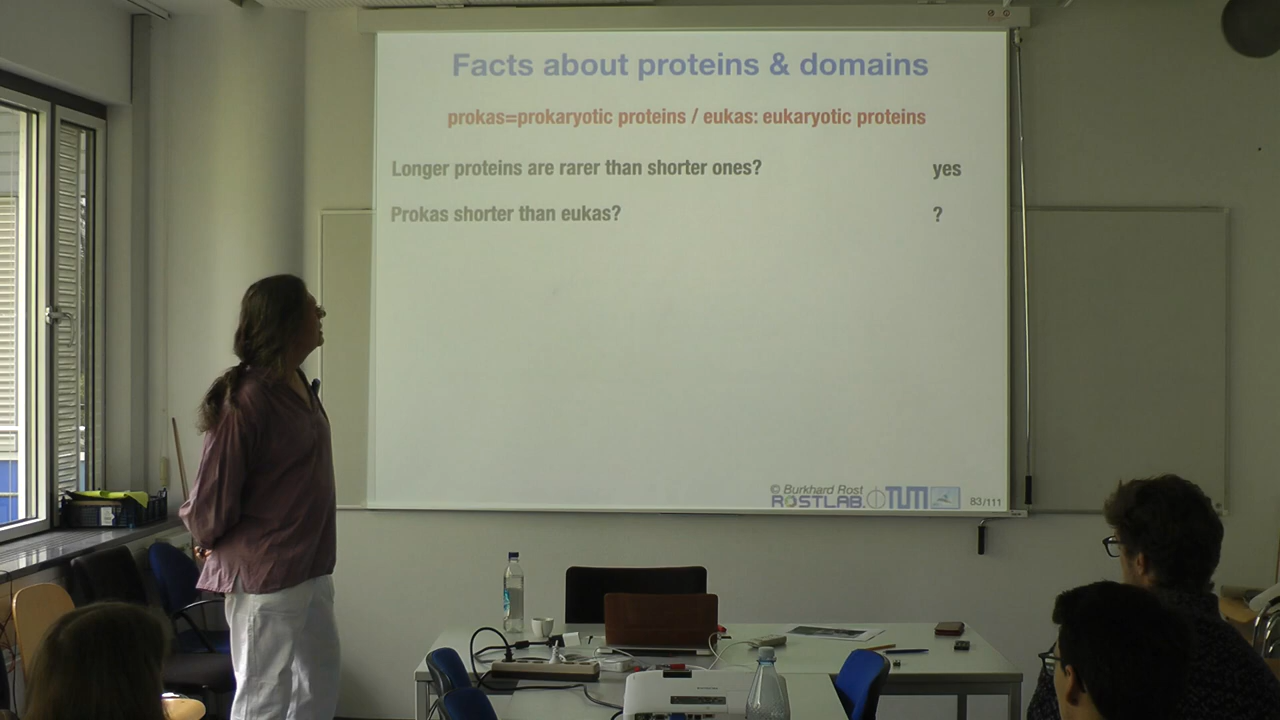 Facts about proteins & domains
prokas=prokaryotic proteins / eukas: eukaryotic proteins
Longer proteins are rarer than shorter ones? yes
Prokas shorter than eukas? ?
© Burkhard Rost
ROSTLAB. TUM 83/111